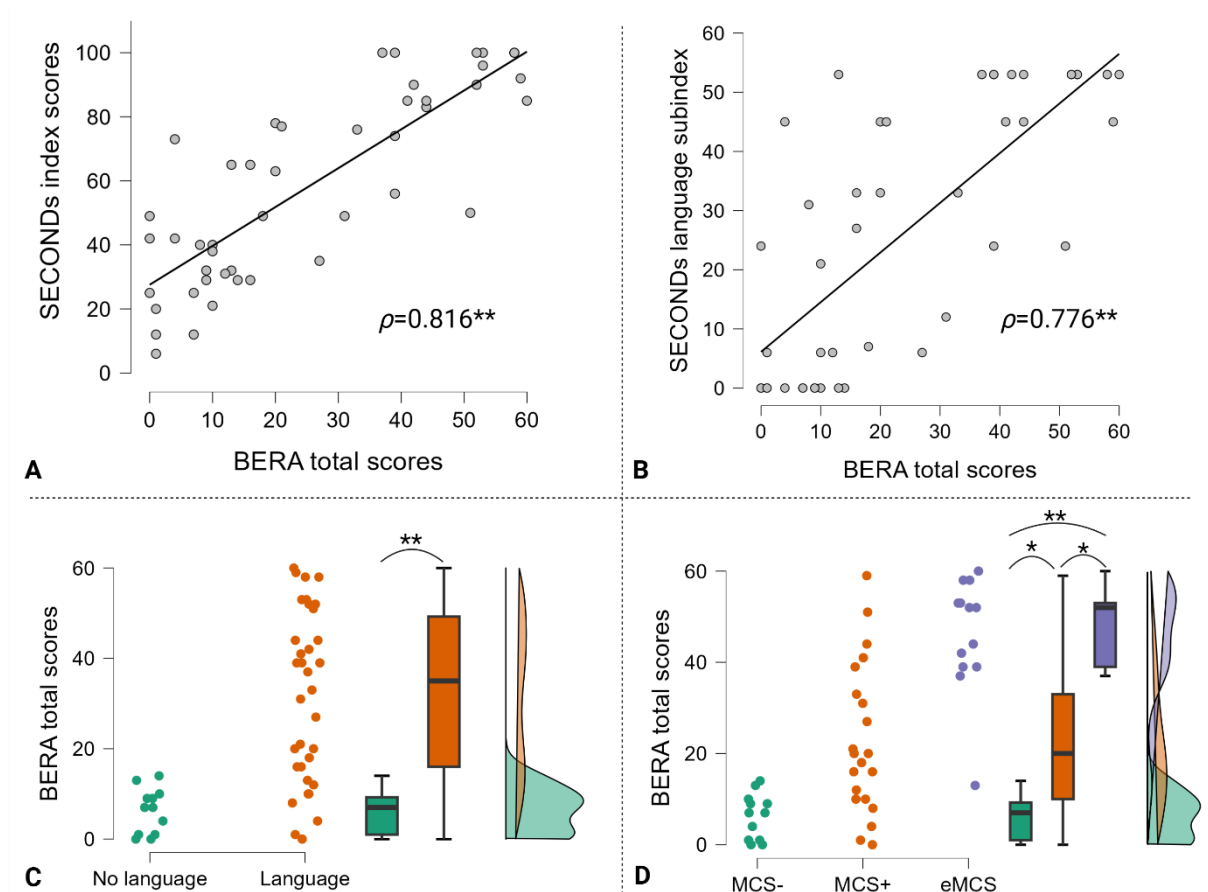 SECONDs index scores
100
80
60
40
20
0
ρ=0.816**
0 10 20 30 40 50 60
BERA total scores
A
SECONDs language subindex
60
50
40
30
20
10
0
ρ=0.776**
0 10 20 30 40 50 60
BERA total scores
B
BERA total scores
60
40
20
0
**
No language Language
C
BERA total scores
60
40
20
0
**
* *
MCS- MCS+ eMCS
D